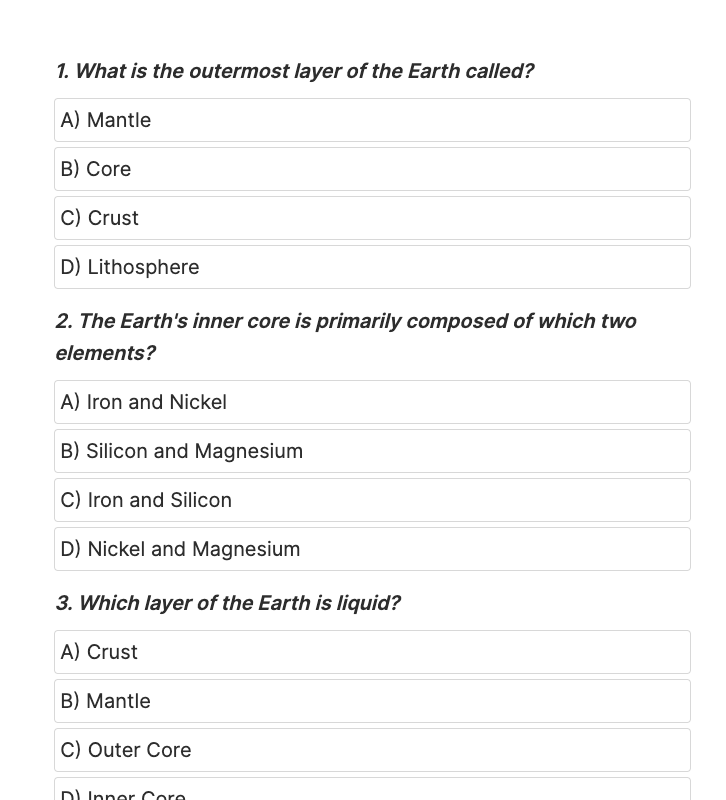 1. What is the outermost layer of the Earth called?
A) Mantle
B) Core
C) Crust
D) Lithosphere
2. The Earth's inner core is primarily composed of which two
elements?
A) Iron and Nickel
B) Silicon and Magnesium
C) Iron and Silicon
D) Nickel and Magnesium
3. Which layer of the Earth is liquid?
A) Crust
B) Mantle
C) Outer Core
D) Inner Core